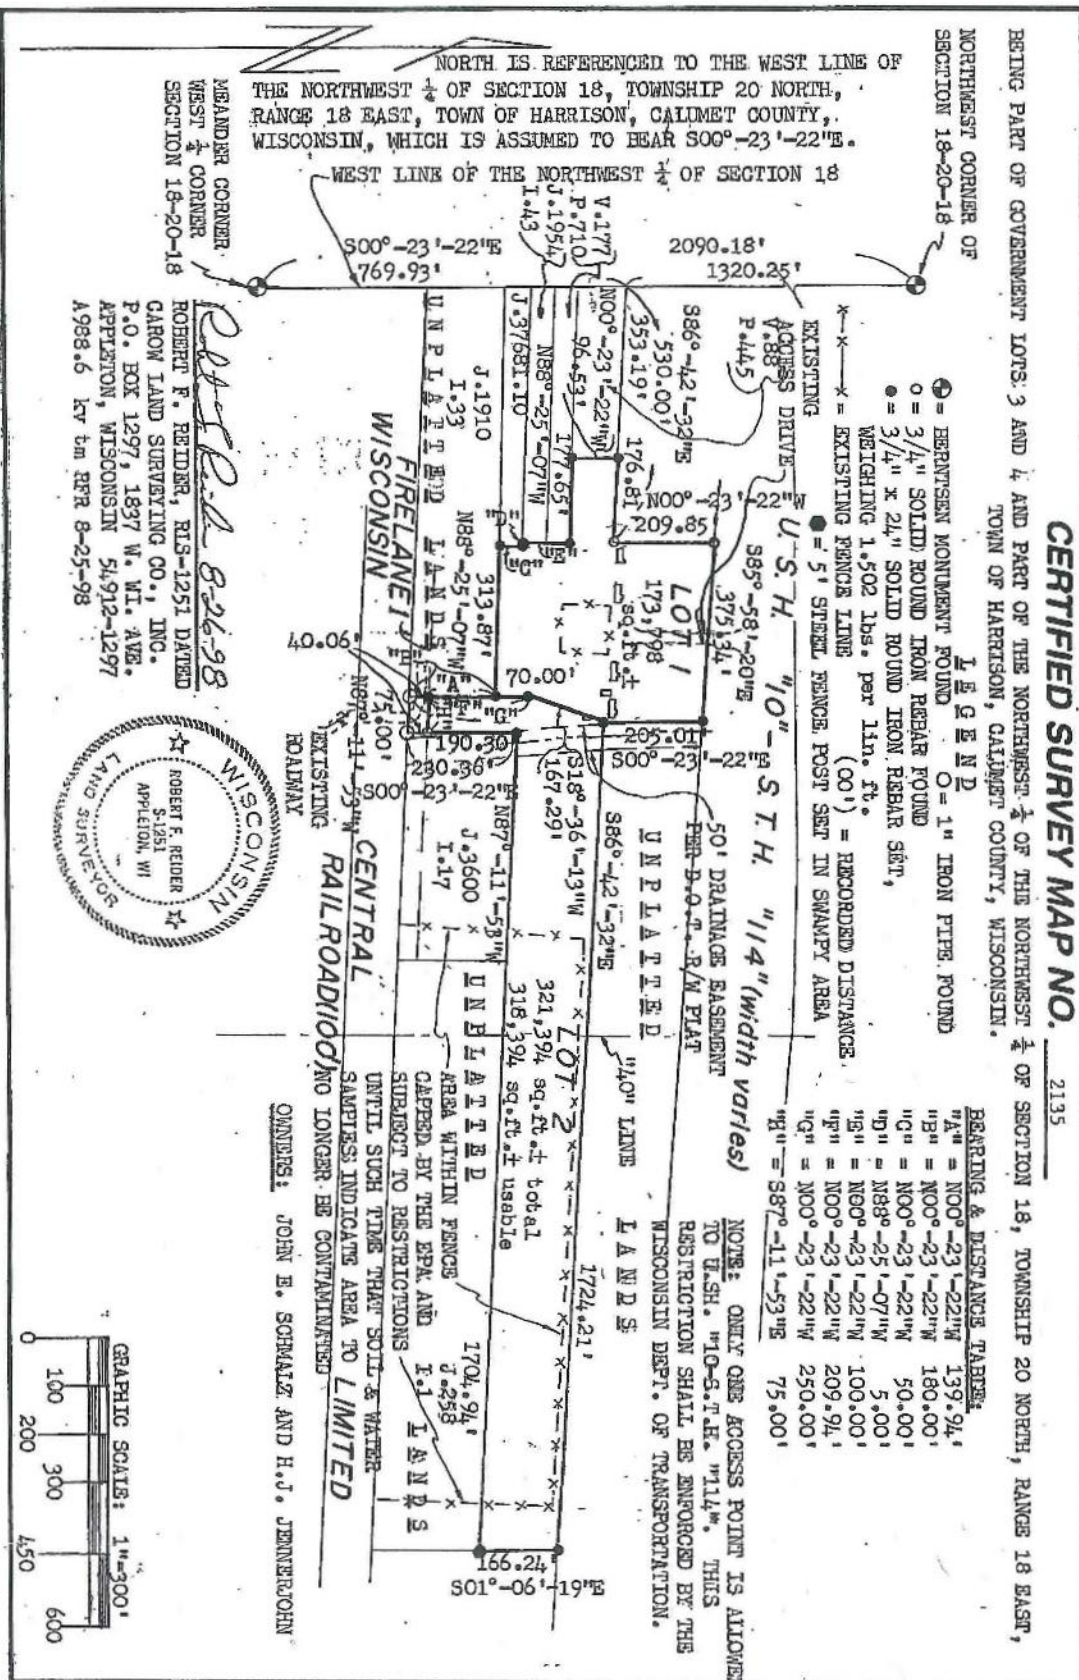 CERTIFIED SURVEY MAP NO. 2135
BEING PART OF GOVERNMENT LOTS 3 AND 4 AND PART OF THE NORTHWEST ¼ OF THE NORTHWEST ¼ OF SECTION 18, TOWNSHIP 20 NORTH, RANGE 18 EAST,
TOWN OF HARRISON, CALUMET COUNTY, WISCONSIN.
NORTHWEST CORNER OF
SECTION 18-20-18
LEGEND
= BERNTSEN MONUMENT FOUND O = 1" IRON PIPE FOUND
O = 3/4" SOLID ROUND IRON REBAR FOUND
● = 3/4" x 24" SOLID ROUND IRON REBAR SET,
WEIGHING 1.502 lbs. per lin. ft.
x—x—x = EXISTING FENCE LINE (00') = RECORDED DISTANCE
● = 5' STEEL FENCE POST SET IN SWAMPY AREA
BEARING & DISTANCE TABLE:
"A" = N00°-23'-22"W 139.94'
"B" = N00°-23'-22"W 180.00'
"C" = N00°-23'-22"W 50.00'
"D" = N88°-25'-07"W 5.00'
"E" = N00°-23'-22"W 100.00'
"F" = N00°-23'-22"W 209.94'
"G" = N00°-23'-22"W 250.00'
"H" = S87°-11'-53"E 75.00'
NOTE: ONLY ONE ACCESS POINT IS ALLOWE
TO U.SH. "10-S.T.H. "114". THIS
RESTRICTION SHALL BE ENFORCED BY THE
WISCONSIN DEPT. OF TRANSPORTATION.
NORTH IS REFERENCED TO THE WEST LINE OF
THE NORTHWEST ¼ OF SECTION 18, TOWNSHIP 20 NORTH,
RANGE 18 EAST, TOWN OF HARRISON, CALUMET COUNTY,
WISCONSIN, WHICH IS ASSUMED TO BEAR S00°-23'-22"E.
WEST LINE OF THE NORTHWEST ¼ OF SECTION 18
2090.18'
1320.25'
S00°-23'-22"E
769.93'
EXISTING
ACCESS DRIVE
V.88
P.445
U.S.H. "10" - S.T.H. "114" (width varies)
S86°-42'-32"E
530.00'
353.19'
176.81'
N00°-23'-22"W
209.85
S85°-58'-20"E
375.34'
V.177
P.710
J.1954
I.43
N00°-23'-22"W
96.53'
177.65'
N88°-25'-07"W
J.37681.10
LOT 1
173,798
sq.ft.±
205.01'
S00°-23'-22"E
50' DRAINAGE EASEMENT
PER D.O.T. R/W PLAT
UNPLATTED
LANDS
S86°-42'-32"E
1724.21'
"40" LINE
"D"
"C"
"E"
70.00'
S18°-36'-13"W
167.29'
J.1910
I.33
N88°-25'-07"W
313.87'
UNPLATTED LANDS
"A"
"F"
"H"
"G"
190.30
230.36'
S00°-23'-22"E
40.06'
75.00'
N87°-11'-53"W
FIRELANE 7
N87°-11'-53"W
J.3600
I.17
LOT 2
321,394 sq.ft.± total
318,394 sq.ft.± usable
UNPLATTED
LANDS
1704.94'
J.258
I.1
166.24'
S01°-06'-19"E
AREA WITHIN FENCE
CAPPED BY THE EPA AND
SUBJECT TO RESTRICTIONS
UNTIL SUCH TIME THAT SOIL & WATER
SAMPLES INDICATE AREA TO
NO LONGER BE CONTAMINATED
EXISTING
ROADWAY
WISCONSIN CENTRAL LIMITED
RAILROAD (100')
MEANDER CORNER
WEST ¼ CORNER
SECTION 18-20-18
Robert F. Reider 8-26-98
ROBERT F. REIDER, RLS-1251 DATED
CAROW LAND SURVEYING CO., INC.
P.O. BOX 1297, 1837 W. WI. AVE.
APPLETON, WISCONSIN 54912-1297
A988.6 kv tm RFR 8-25-98
WISCONSIN
ROBERT F. REIDER
S-1251
APPLETON, WI
LAND SURVEYOR
OWNERS: JOHN E. SCHMALZ AND H.J. JENNERJOHN
GRAPHIC SCALE: 1"=300'
0 100 200 300 450 600